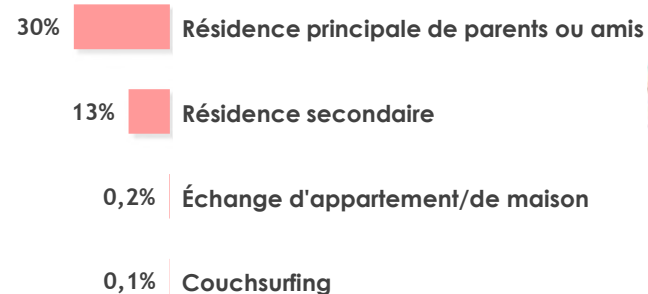 30% Résidence principale de parents ou amis
13% Résidence secondaire
0,2% Échange d'appartement/de maison
0,1% Couchsurfing